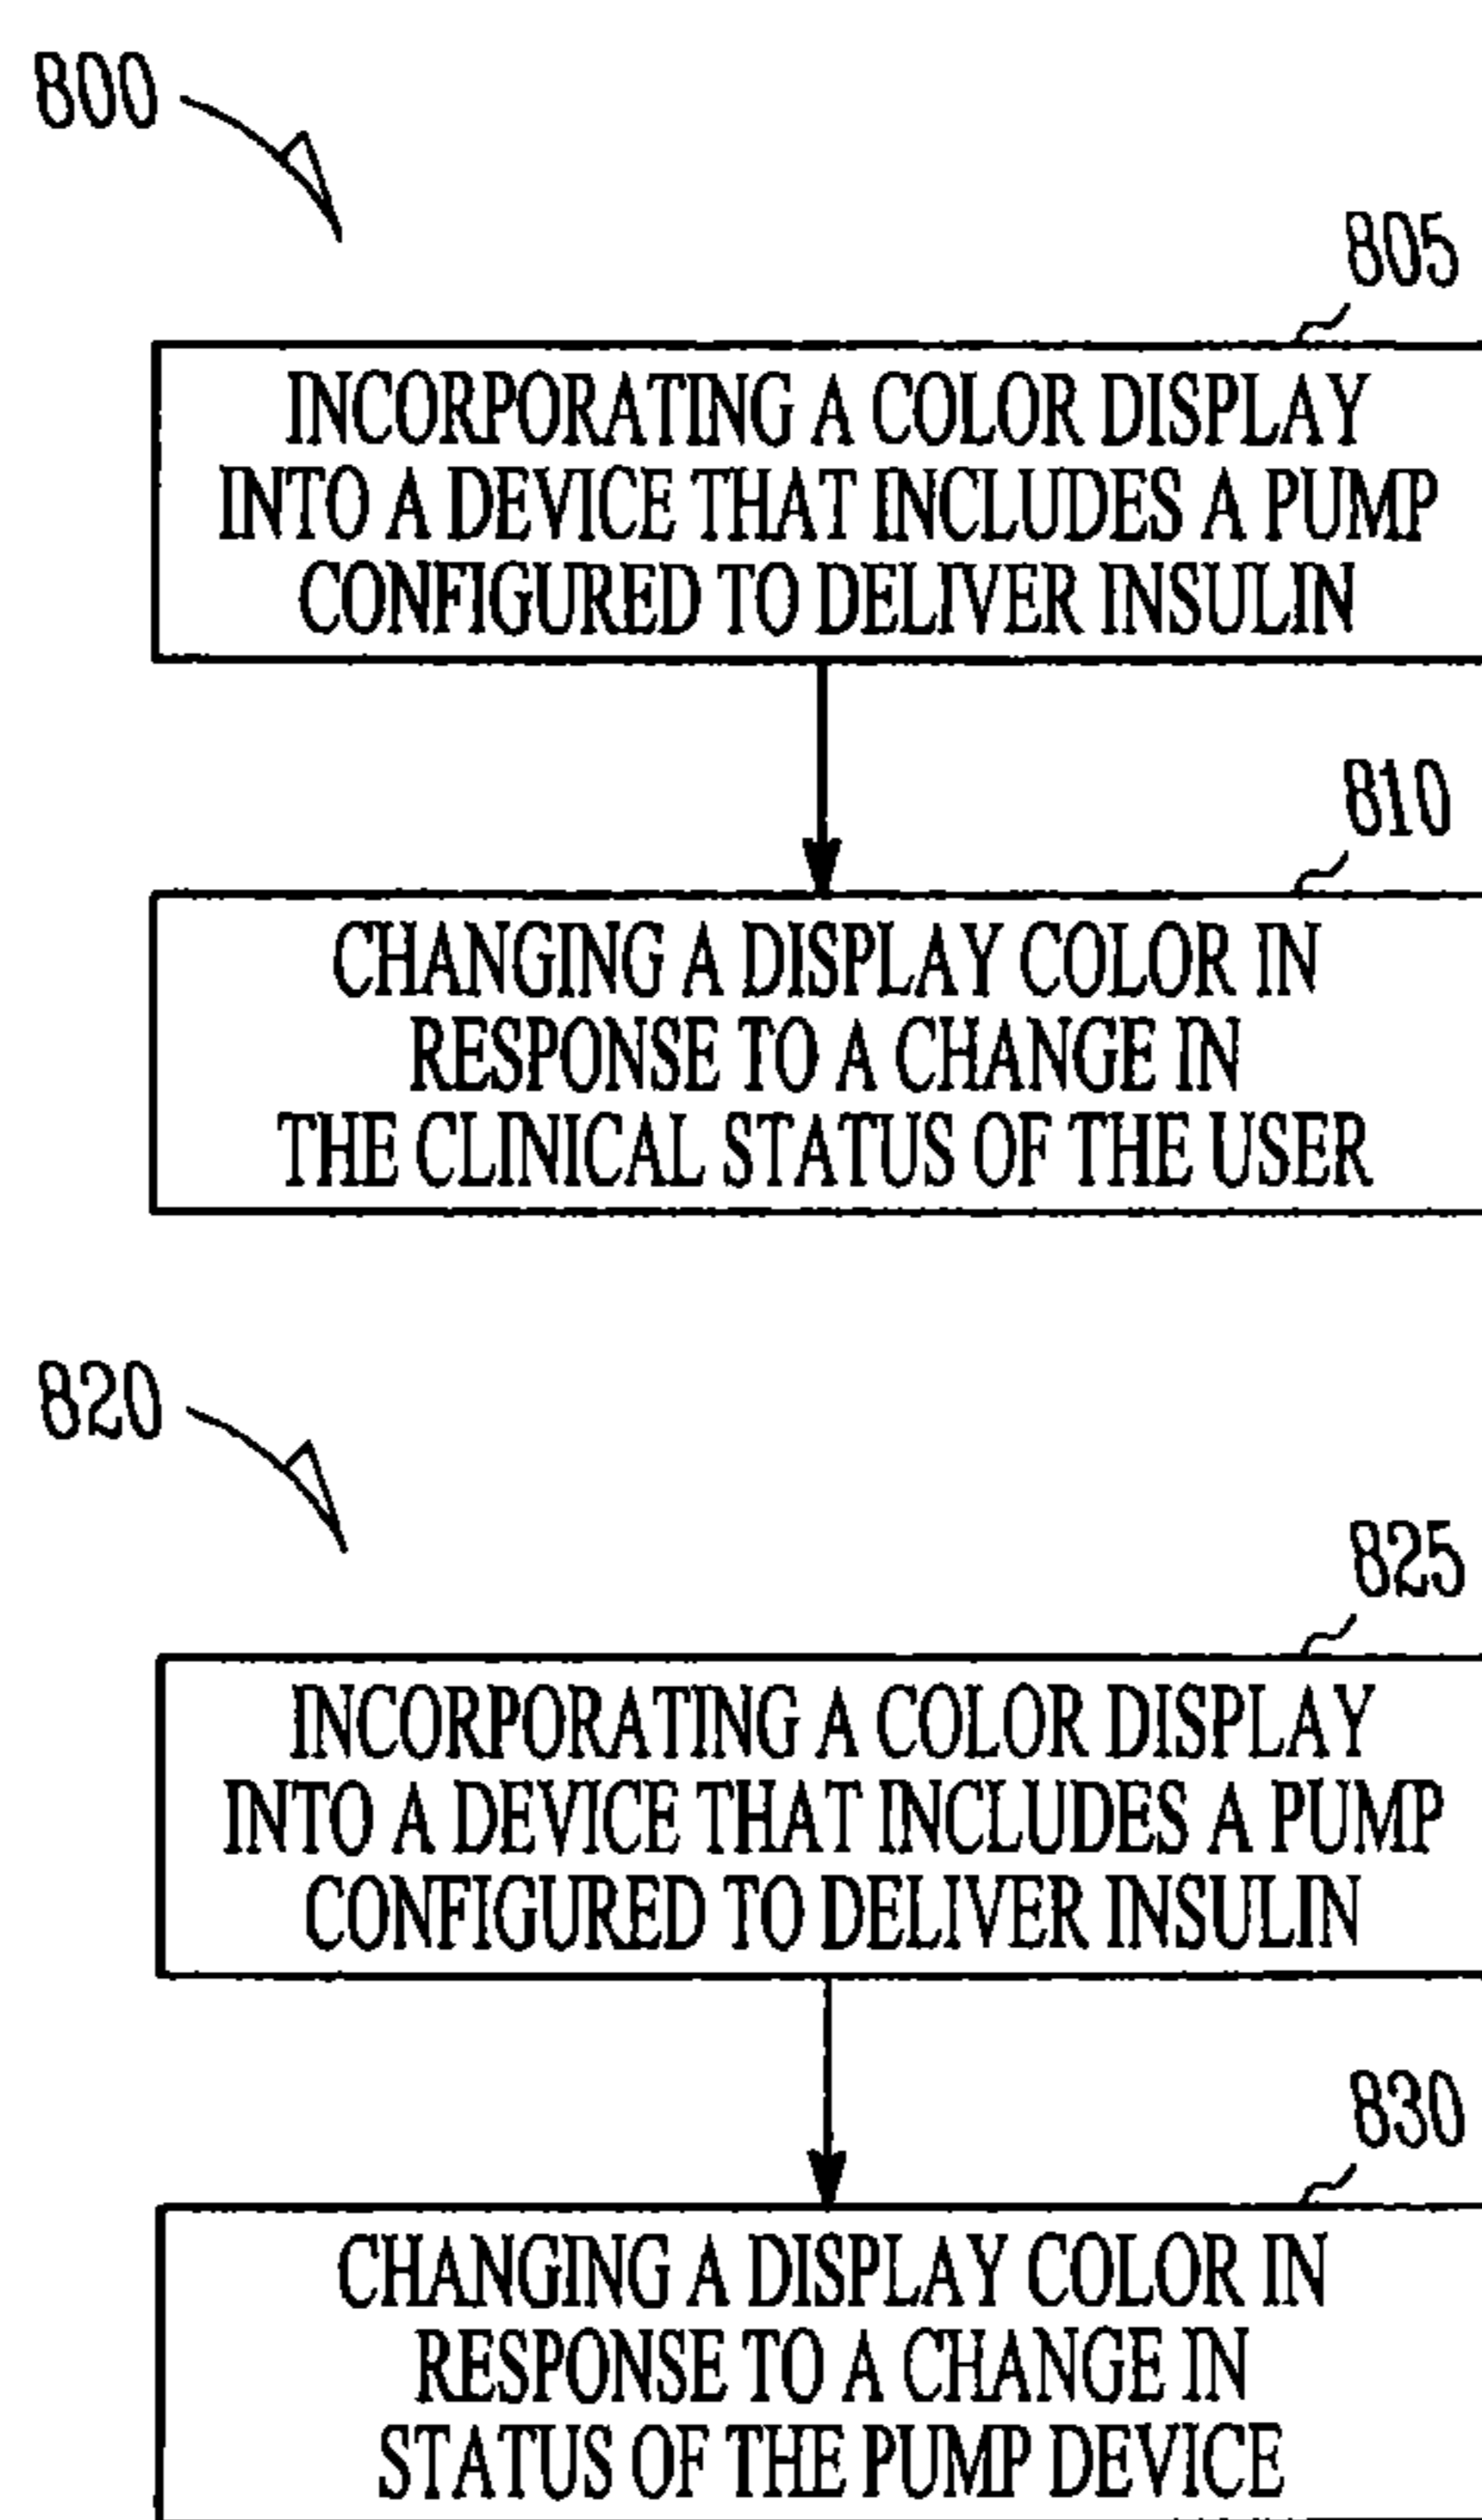 800
805
INCORPORATING A COLOR DISPLAY
INTO A DEVICE THAT INCLUDES A PUMP
CONFIGURED TO DELIVER INSULIN
810
CHANGING A DISPLAY COLOR IN
RESPONSE TO A CHANGE IN
THE CLINICAL STATUS OF THE USER
820
825
INCORPORATING A COLOR DISPLAY
INTO A DEVICE THAT INCLUDES A PUMP
CONFIGURED TO DELIVER INSULIN
830
CHANGING A DISPLAY COLOR IN
RESPONSE TO A CHANGE IN
STATUS OF THE PUMP DEVICE